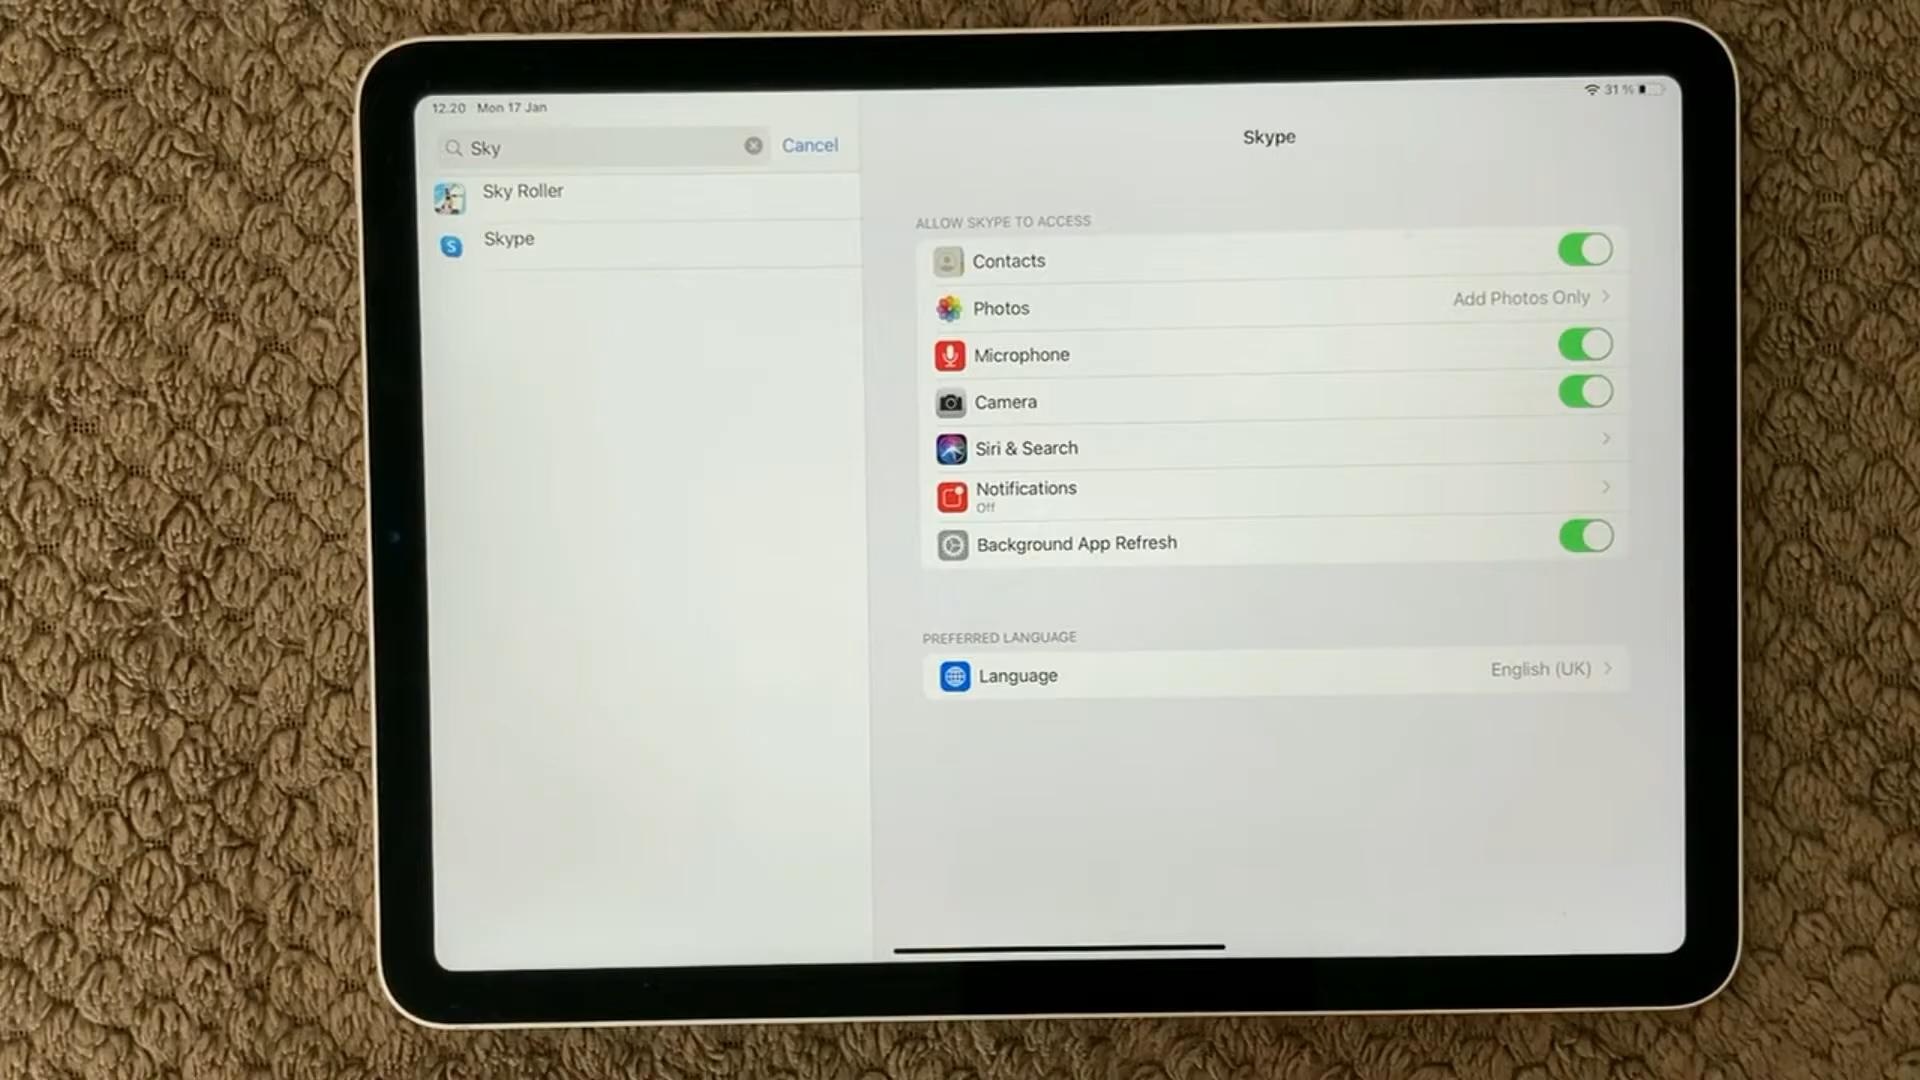 12.20 Mon 17 Jan
31 %
Sky
Cancel
Sky Roller
S
Skype
Skype
ALLOW SKYPE TO ACCESS
Contacts
Photos
Add Photos Only
Microphone
Camera
Siri & Search
Notifications
Off
Background App Refresh
PREFERRED LANGUAGE
Language
English (UK)